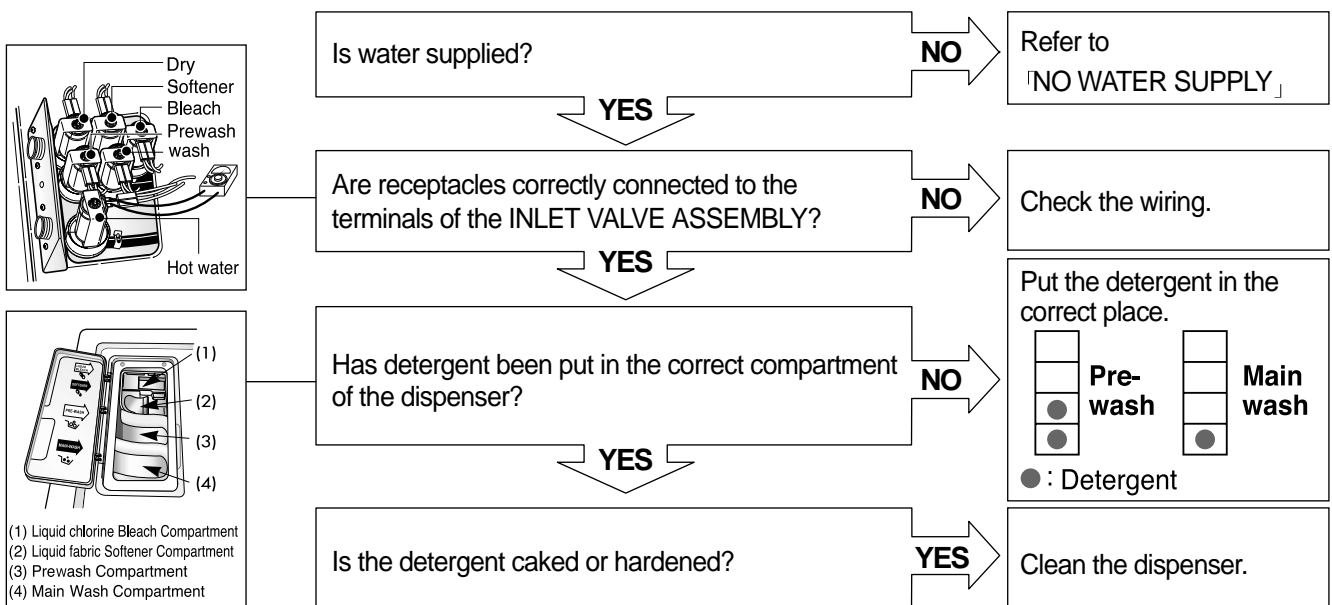 Dry
Softener
Bleach
Prewash
wash
Hot water
Is water supplied?
NO
Refer to
「NO WATER SUPPLY」
YES
Are receptacles correctly connected to the
terminals of the INLET VALVE ASSEMBLY?
NO
Check the wiring.
YES
(1)
(2)
(3)
(4)
PRE-WASH
MAIN WASH
(1) Liquid chlorine Bleach Compartment
(2) Liquid fabric Softener Compartment
(3) Prewash Compartment
(4) Main Wash Compartment
Has detergent been put in the correct compartment
of the dispenser?
NO
Put the detergent in the
correct place.
Pre-
wash
Main
wash
: Detergent
YES
Is the detergent caked or hardened?
YES
Clean the dispenser.